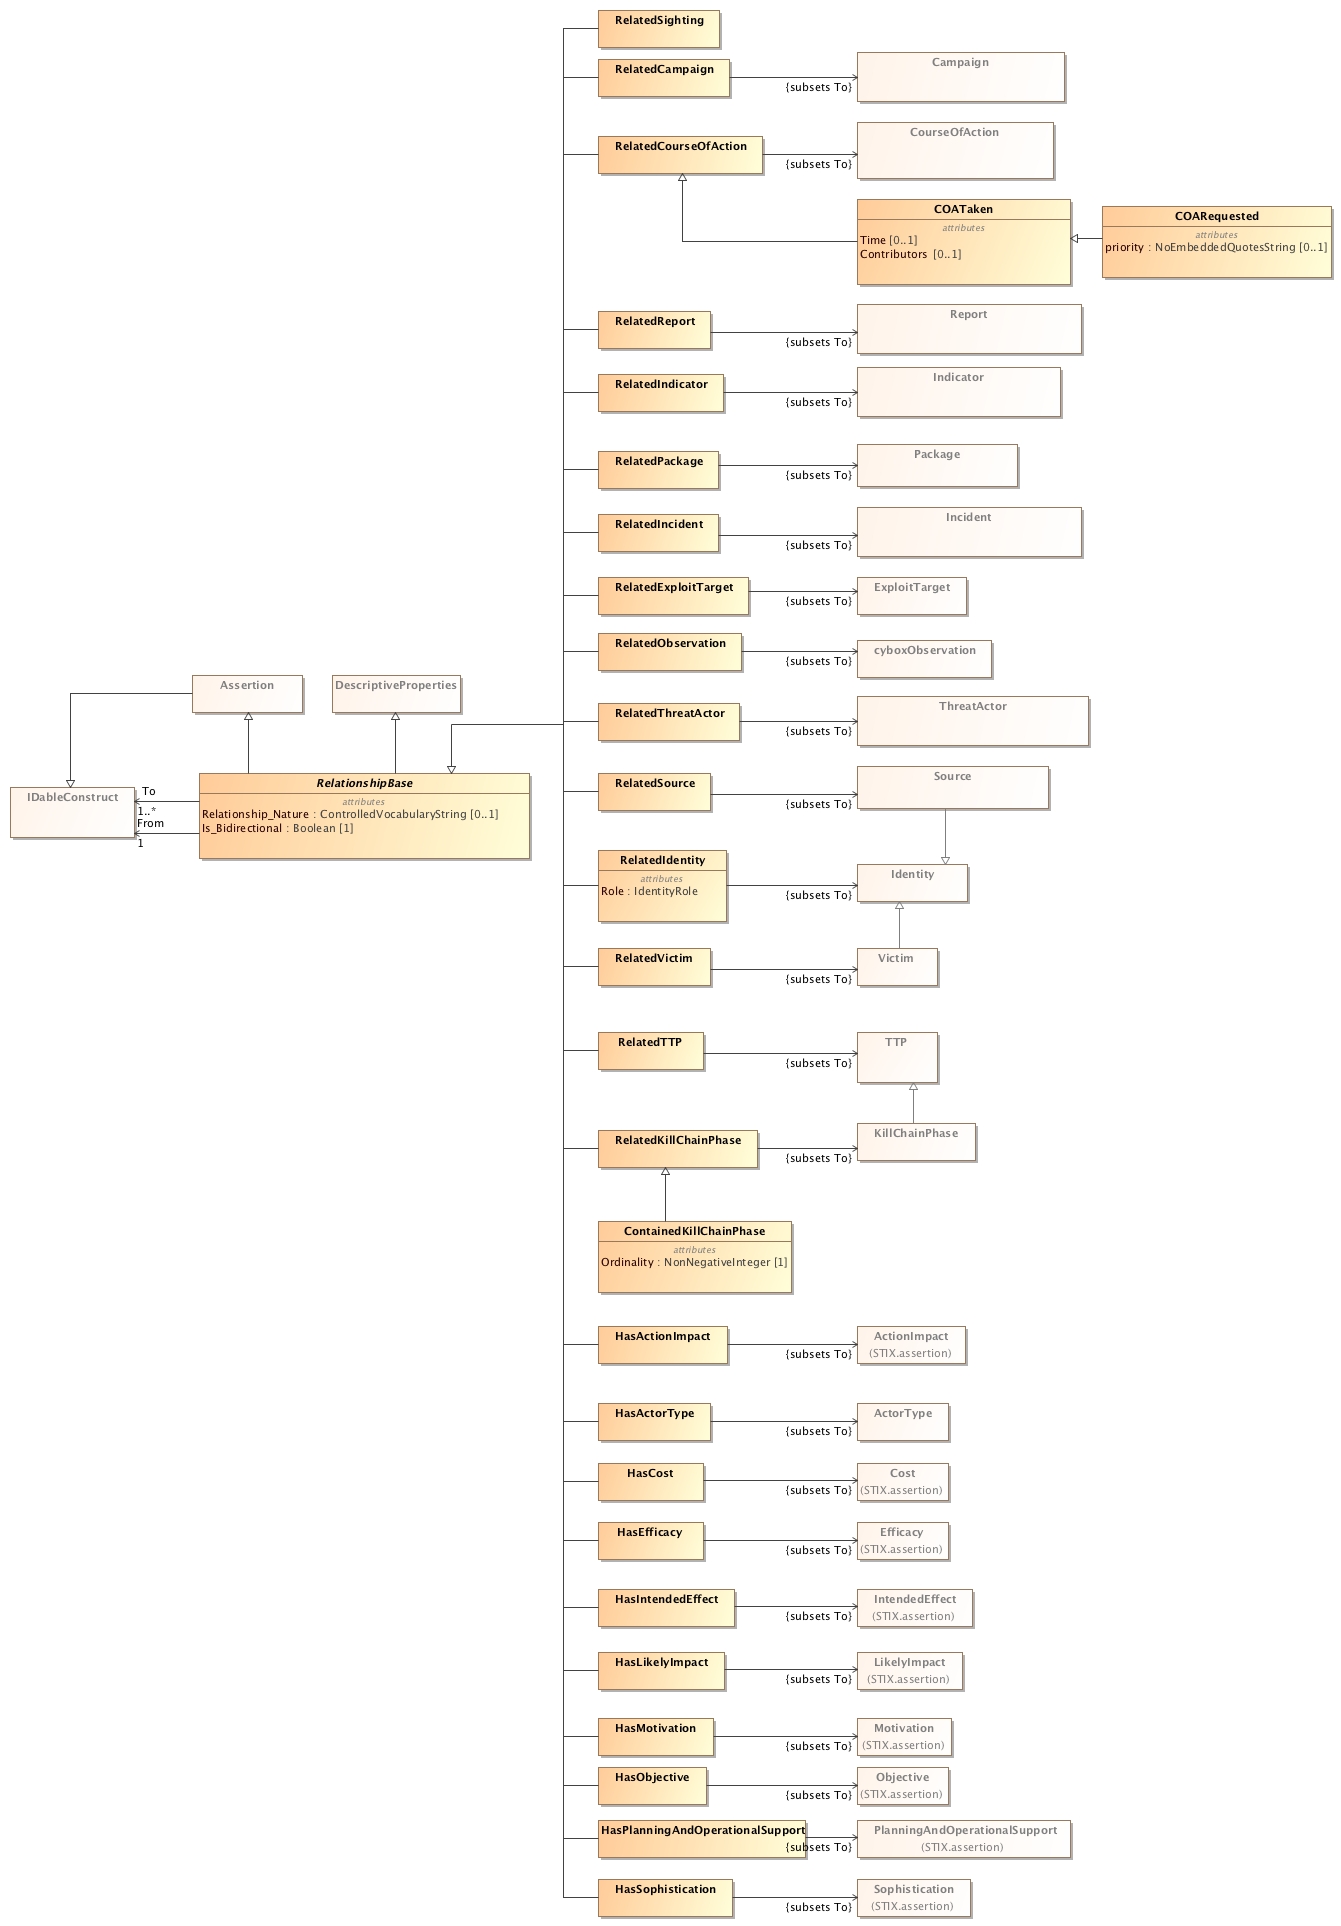 RelatedSighting
RelatedCampaign
{subsets To}
Campaign
RelatedCourseOfAction
{subsets To}
CourseOfAction
COATaken
attributes
Time [0..1]
Contributors [0..1]
COARequested
attributes
priority : NoEmbeddedQuotesString [0..1]
RelatedReport
{subsets To}
Report
RelatedIndicator
{subsets To}
Indicator
RelatedPackage
{subsets To}
Package
RelatedIncident
{subsets To}
Incident
RelatedExploitTarget
{subsets To}
ExploitTarget
RelatedObservation
{subsets To}
cyboxObservation
Assertion
DescriptiveProperties
RelatedThreatActor
{subsets To}
ThreatActor
IDableConstruct
To
1..*
From
1
RelationshipBase
attributes
Relationship_Nature : ControlledVocabularyString [0..1]
Is_Bidirectional : Boolean [1]
RelatedSource
{subsets To}
Source
RelatedIdentity
attributes
Role : IdentityRole
{subsets To}
Identity
RelatedVictim
{subsets To}
Victim
RelatedTTP
{subsets To}
TTP
RelatedKillChainPhase
{subsets To}
KillChainPhase
ContainedKillChainPhase
attributes
Ordinality : NonNegativeInteger [1]
HasActionImpact
{subsets To}
ActionImpact
(STIX.assertion)
HasActorType
{subsets To}
ActorType
HasCost
{subsets To}
Cost
(STIX.assertion)
HasEfficacy
{subsets To}
Efficacy
(STIX.assertion)
HasIntendedEffect
{subsets To}
IntendedEffect
(STIX.assertion)
HasLikelyImpact
{subsets To}
LikelyImpact
(STIX.assertion)
HasMotivation
{subsets To}
Motivation
(STIX.assertion)
HasObjective
{subsets To}
Objective
(STIX.assertion)
HasPlanningAndOperationalSupport
{subsets To}
PlanningAndOperationalSupport
(STIX.assertion)
HasSophistication
{subsets To}
Sophistication
(STIX.assertion)